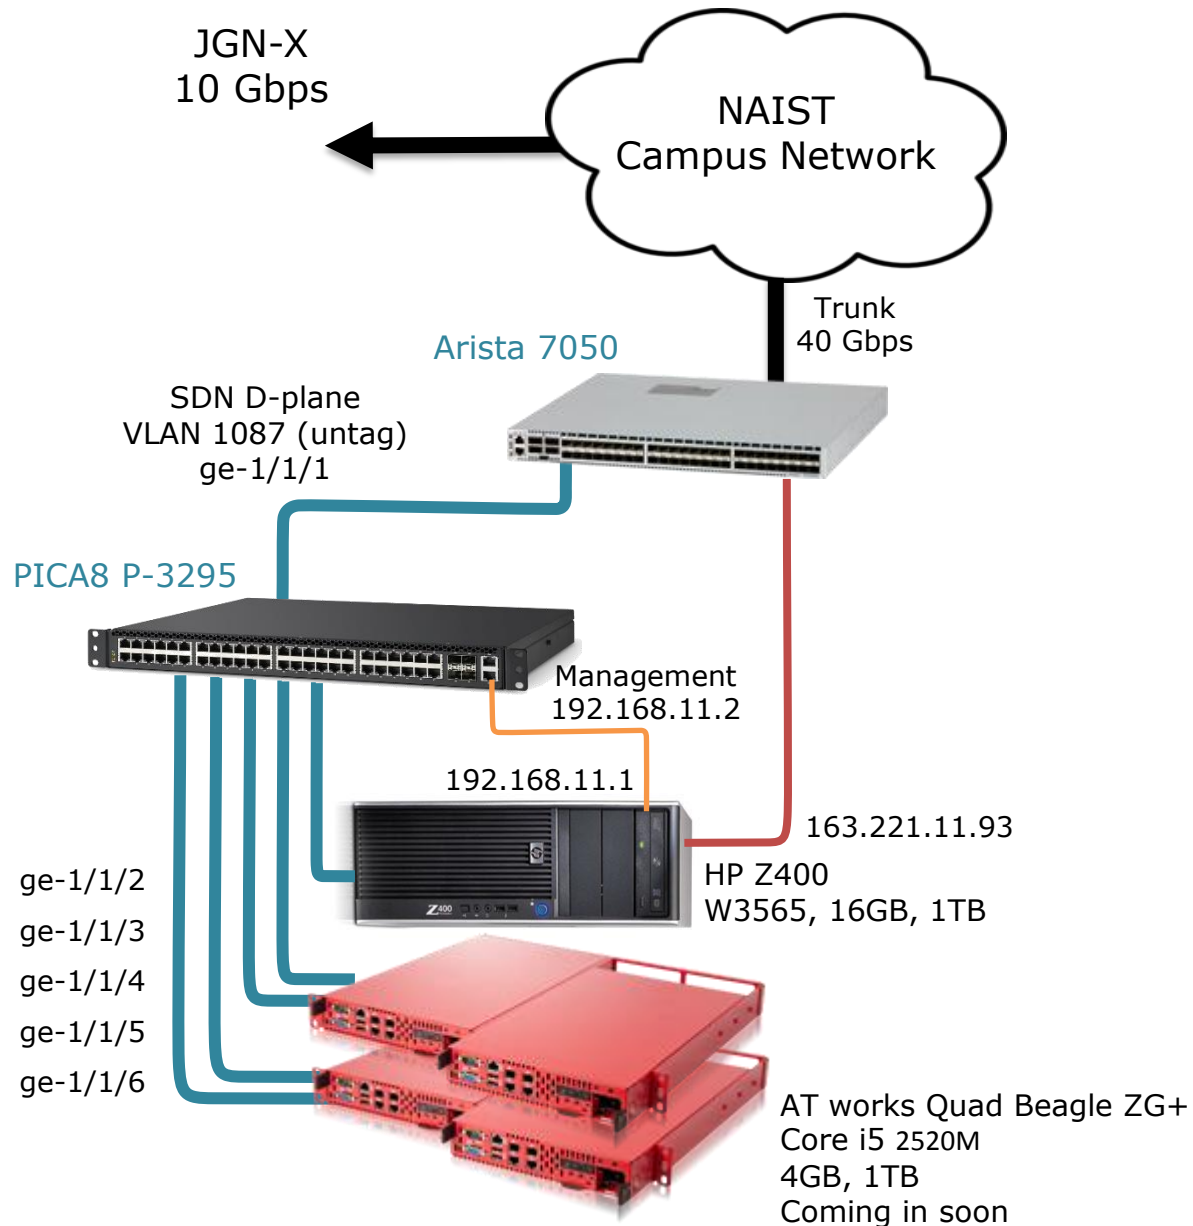 JGN-X
10 Gbps
NAIST
Campus Network
Trunk
40 Gbps
Arista 7050
SDN D-plane
VLAN 1087 (untag)
ge-1/1/1
PICA8 P-3295
Management
192.168.11.2
192.168.11.1
163.221.11.93
HP Z400
W3565, 16GB, 1TB
Z400
ge-1/1/2
ge-1/1/3
ge-1/1/4
ge-1/1/5
ge-1/1/6
AT works Quad Beagle ZG+
Core i5 2520M
4GB, 1TB
Coming in soon